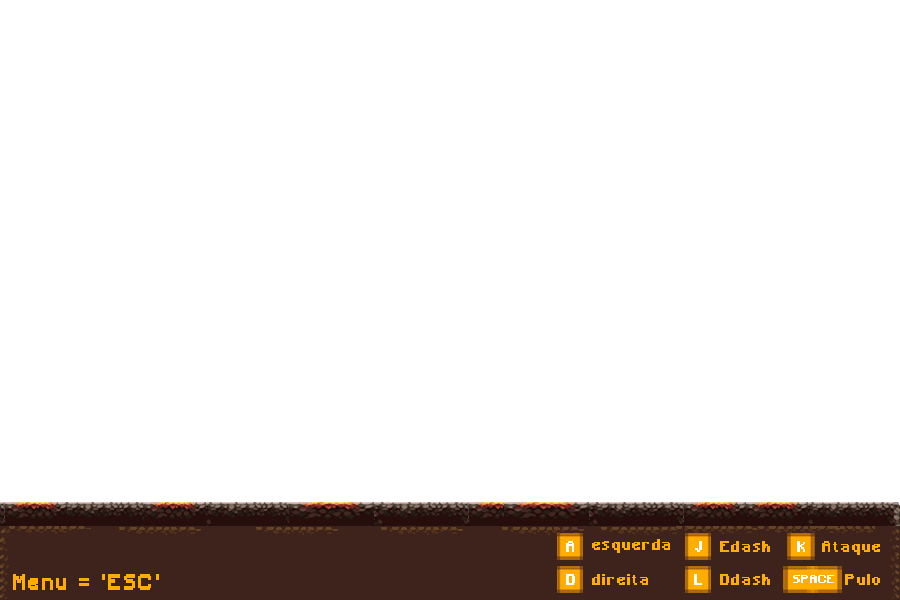 A esquerda J Edash K Ataque
D direita L Ddash SPACE Pulo
Menu = 'ESC'